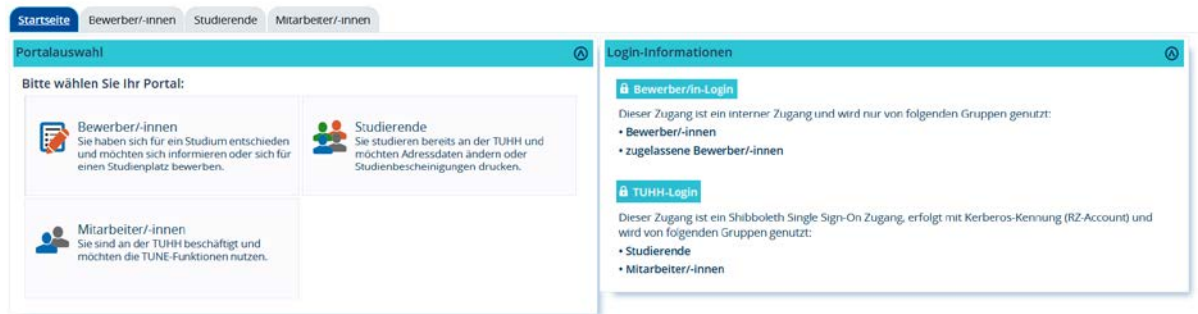 Startseite Bewerber/-innen Studierende Mitarbeiter/-innen
Portalauswahl
Bitte wählen Sie Ihr Portal:
Bewerber/-innen
Sie haben sich für ein Studium entschieden
und möchten sich informieren oder sich für
einen Studienplatz bewerben.
Studierende
Sie studieren bereits an der TUHH und
möchten Adressdaten ändern oder
Studienbescheinigungen drucken.
Mitarbeiter/-innen
Sie sind an der TUHH beschäftigt und
möchten die TUNE-Funktionen nutzen.
Login-Informationen
Bewerber/in-Login
Dieser Zugang ist ein interner Zugang und wird nur von folgenden Gruppen genutzt:
• Bewerber/-innen
• zugelassene Bewerber/-innen
TUHH-Login
Dieser Zugang ist ein Shibboleth Single Sign-On Zugang, erfolgt mit Kerberos-Kennung (RZ-Account) und
wird von folgenden Gruppen genutzt:
• Studierende
• Mitarbeiter/-innen